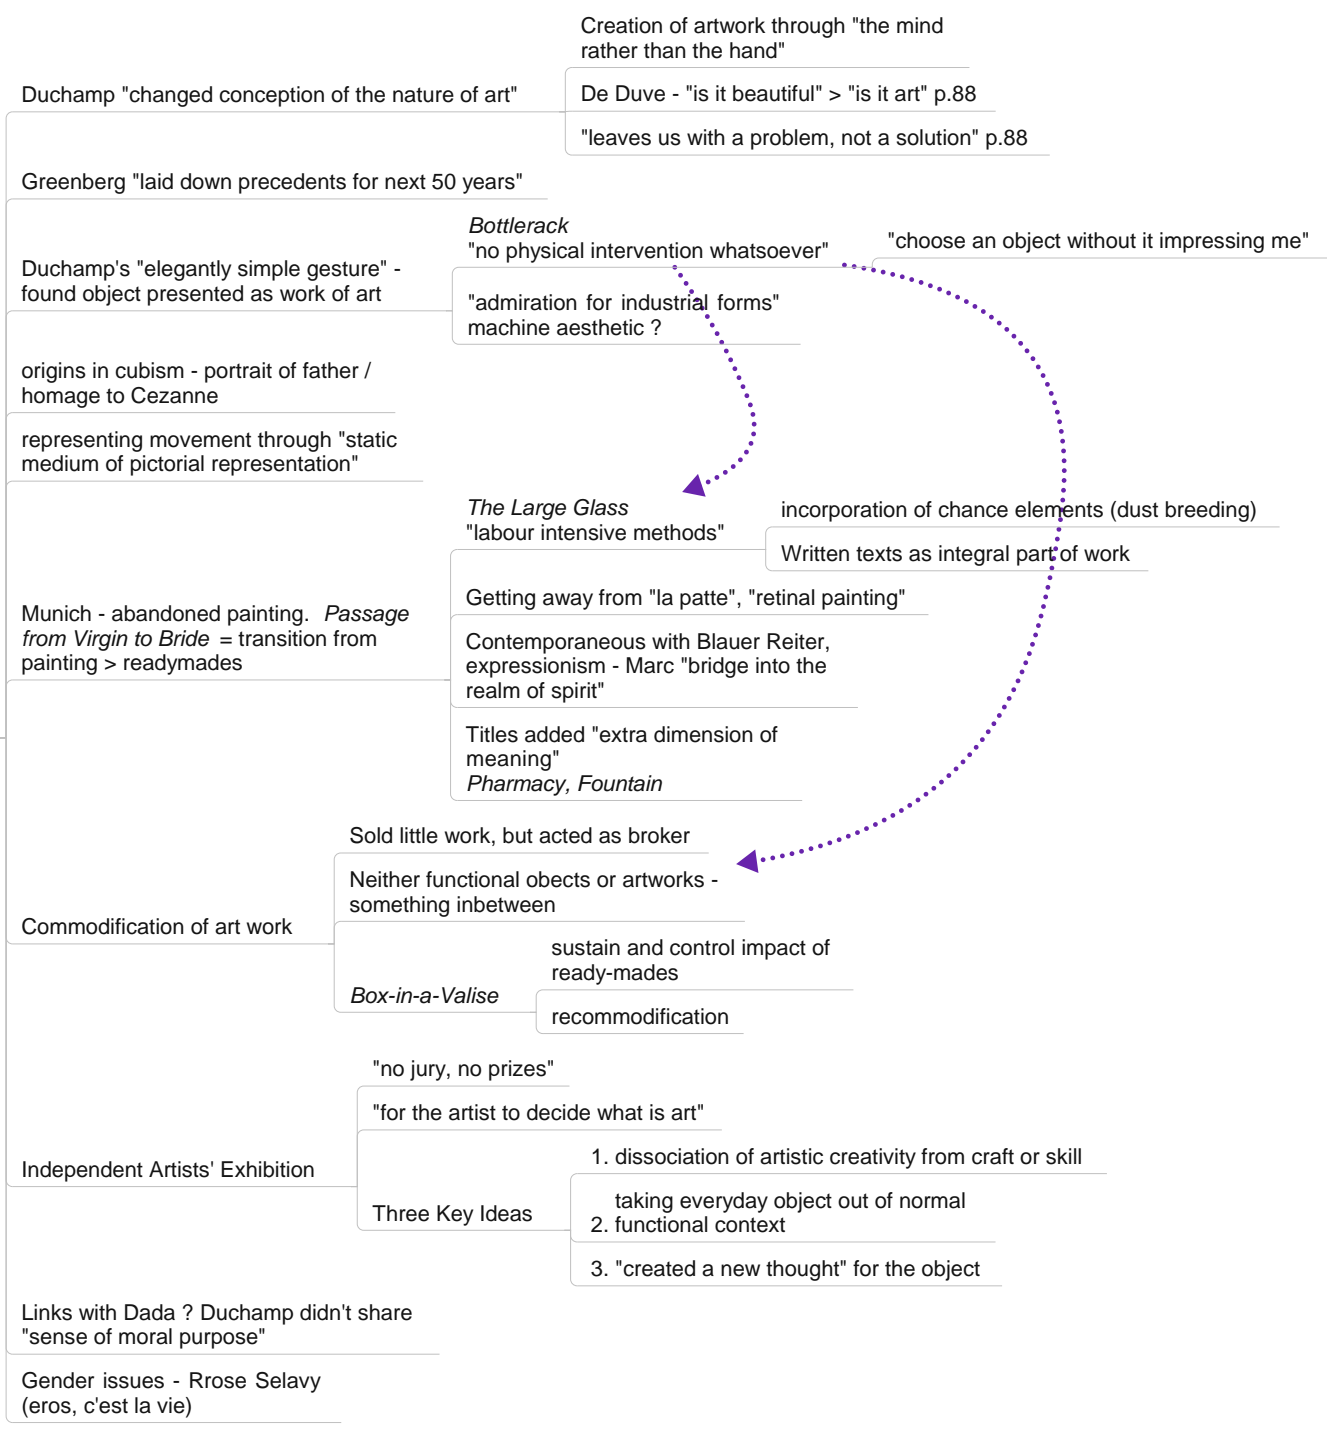 Creation of artwork through "the mind
rather than the hand"
Duchamp "changed conception of the nature of art"
De Duve - "is it beautiful" > "is it art" p.88
"leaves us with a problem, not a solution" p.88
Greenberg "laid down precedents for next 50 years"
Duchamp's "elegantly simple gesture" -
found object presented as work of art
Bottlerack
"no physical intervention whatsoever"
"choose an object without it impressing me"
"admiration for industrial forms"
machine aesthetic ?
origins in cubism - portrait of father /
homage to Cezanne
representing movement through "static
medium of pictorial representation"
Munich - abandoned painting. Passage
from Virgin to Bride = transition from
painting > readymades
The Large Glass
"labour intensive methods"
incorporation of chance elements (dust breeding)
Written texts as integral part of work
Getting away from "la patte", "retinal painting"
Contemporaneous with Blauer Reiter,
expressionism - Marc "bridge into the
realm of spirit"
Titles added "extra dimension of
meaning"
Pharmacy, Fountain
Commodification of art work
Sold little work, but acted as broker
Neither functional obects or artworks -
something inbetween
Box-in-a-Valise
sustain and control impact of
ready-mades
recommodification
Independent Artists' Exhibition
"no jury, no prizes"
"for the artist to decide what is art"
Three Key Ideas
1. dissociation of artistic creativity from craft or skill
taking everyday object out of normal
2. functional context
3. "created a new thought" for the object
Links with Dada ? Duchamp didn't share
"sense of moral purpose"
Gender issues - Rrose Selavy
(eros, c'est la vie)